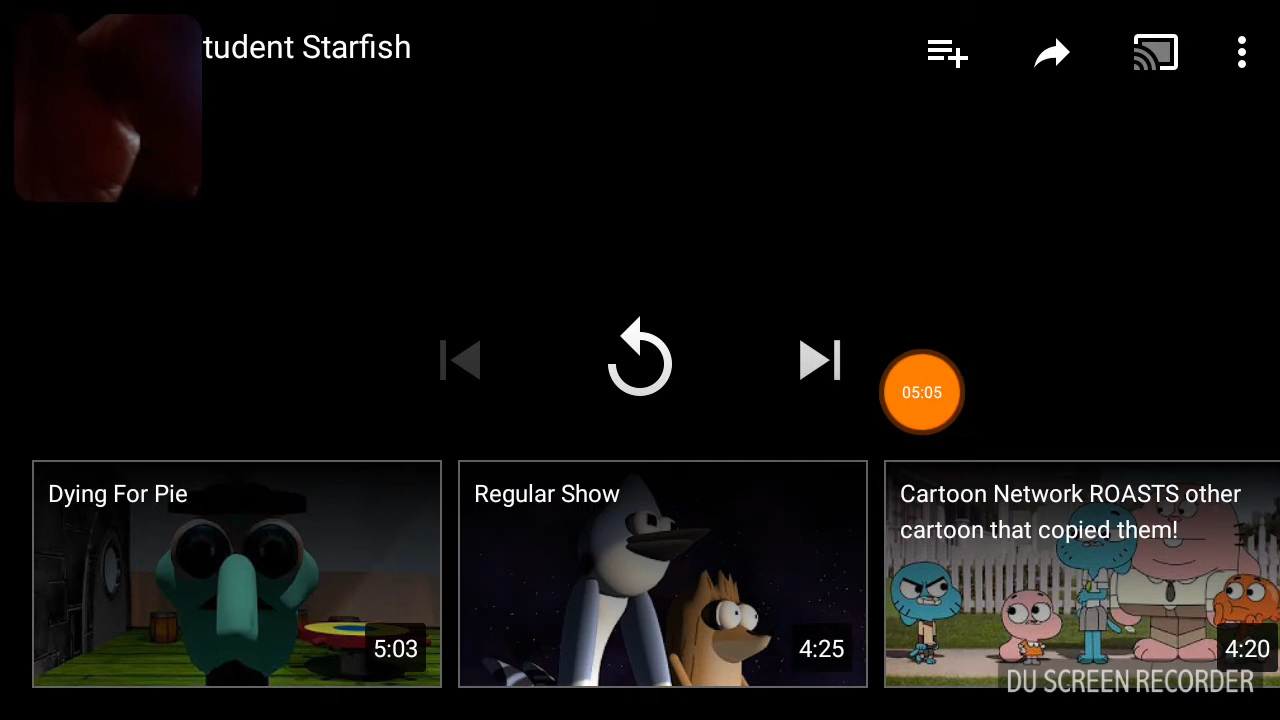 tudent Starfish
05:05
Dying For Pie
5:03
Regular Show
4:25
Cartoon Network ROASTS other
cartoon that copied them!
4:20
DU SCREEN RECORDER